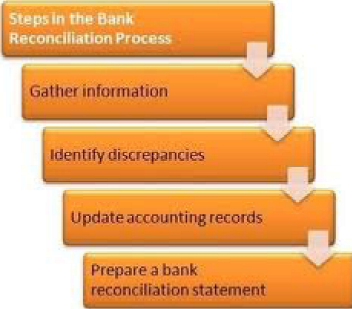 Steps in the Bank
Reconciliation Process
Gather information
Identify discrepancies
Update accounting records
Prepare a bank
reconciliation statement